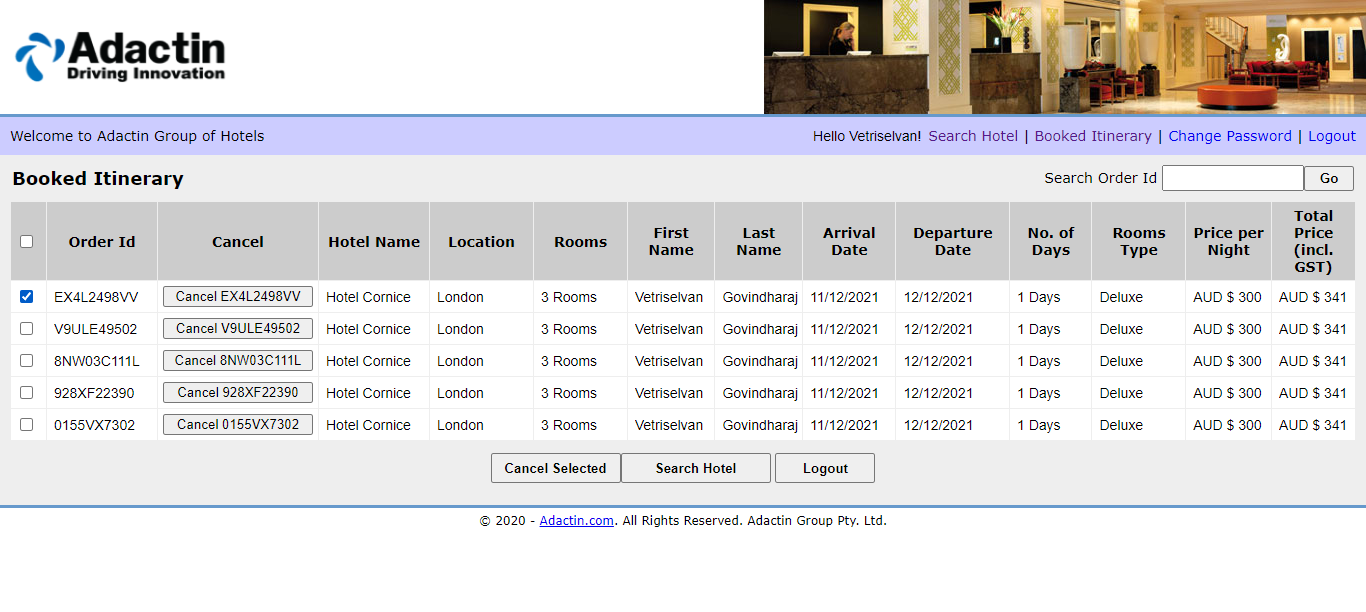 Adactin
Driving Innovation
Welcome to Adactin Group of Hotels
Hello Vetriselvan! Search Hotel | Booked Itinerary | Change Password | Logout
Booked Itinerary
Search Order Id Go
Order Id Cancel Hotel Name Location Rooms First Name Last Name Arrival Date Departure Date No. of Days Rooms Type Price per Night Total Price (incl. GST)
EX4L2498VV Cancel EX4L2498VV Hotel Cornice London 3 Rooms Vetriselvan Govindharaj 11/12/2021 12/12/2021 1 Days Deluxe AUD $ 300 AUD $ 341
V9ULE49502 Cancel V9ULE49502 Hotel Cornice London 3 Rooms Vetriselvan Govindharaj 11/12/2021 12/12/2021 1 Days Deluxe AUD $ 300 AUD $ 341
8NW03C111L Cancel 8NW03C111L Hotel Cornice London 3 Rooms Vetriselvan Govindharaj 11/12/2021 12/12/2021 1 Days Deluxe AUD $ 300 AUD $ 341
928XF22390 Cancel 928XF22390 Hotel Cornice London 3 Rooms Vetriselvan Govindharaj 11/12/2021 12/12/2021 1 Days Deluxe AUD $ 300 AUD $ 341
0155VX7302 Cancel 0155VX7302 Hotel Cornice London 3 Rooms Vetriselvan Govindharaj 11/12/2021 12/12/2021 1 Days Deluxe AUD $ 300 AUD $ 341
Cancel Selected Search Hotel Logout
© 2020 - Adactin.com. All Rights Reserved. Adactin Group Pty. Ltd.